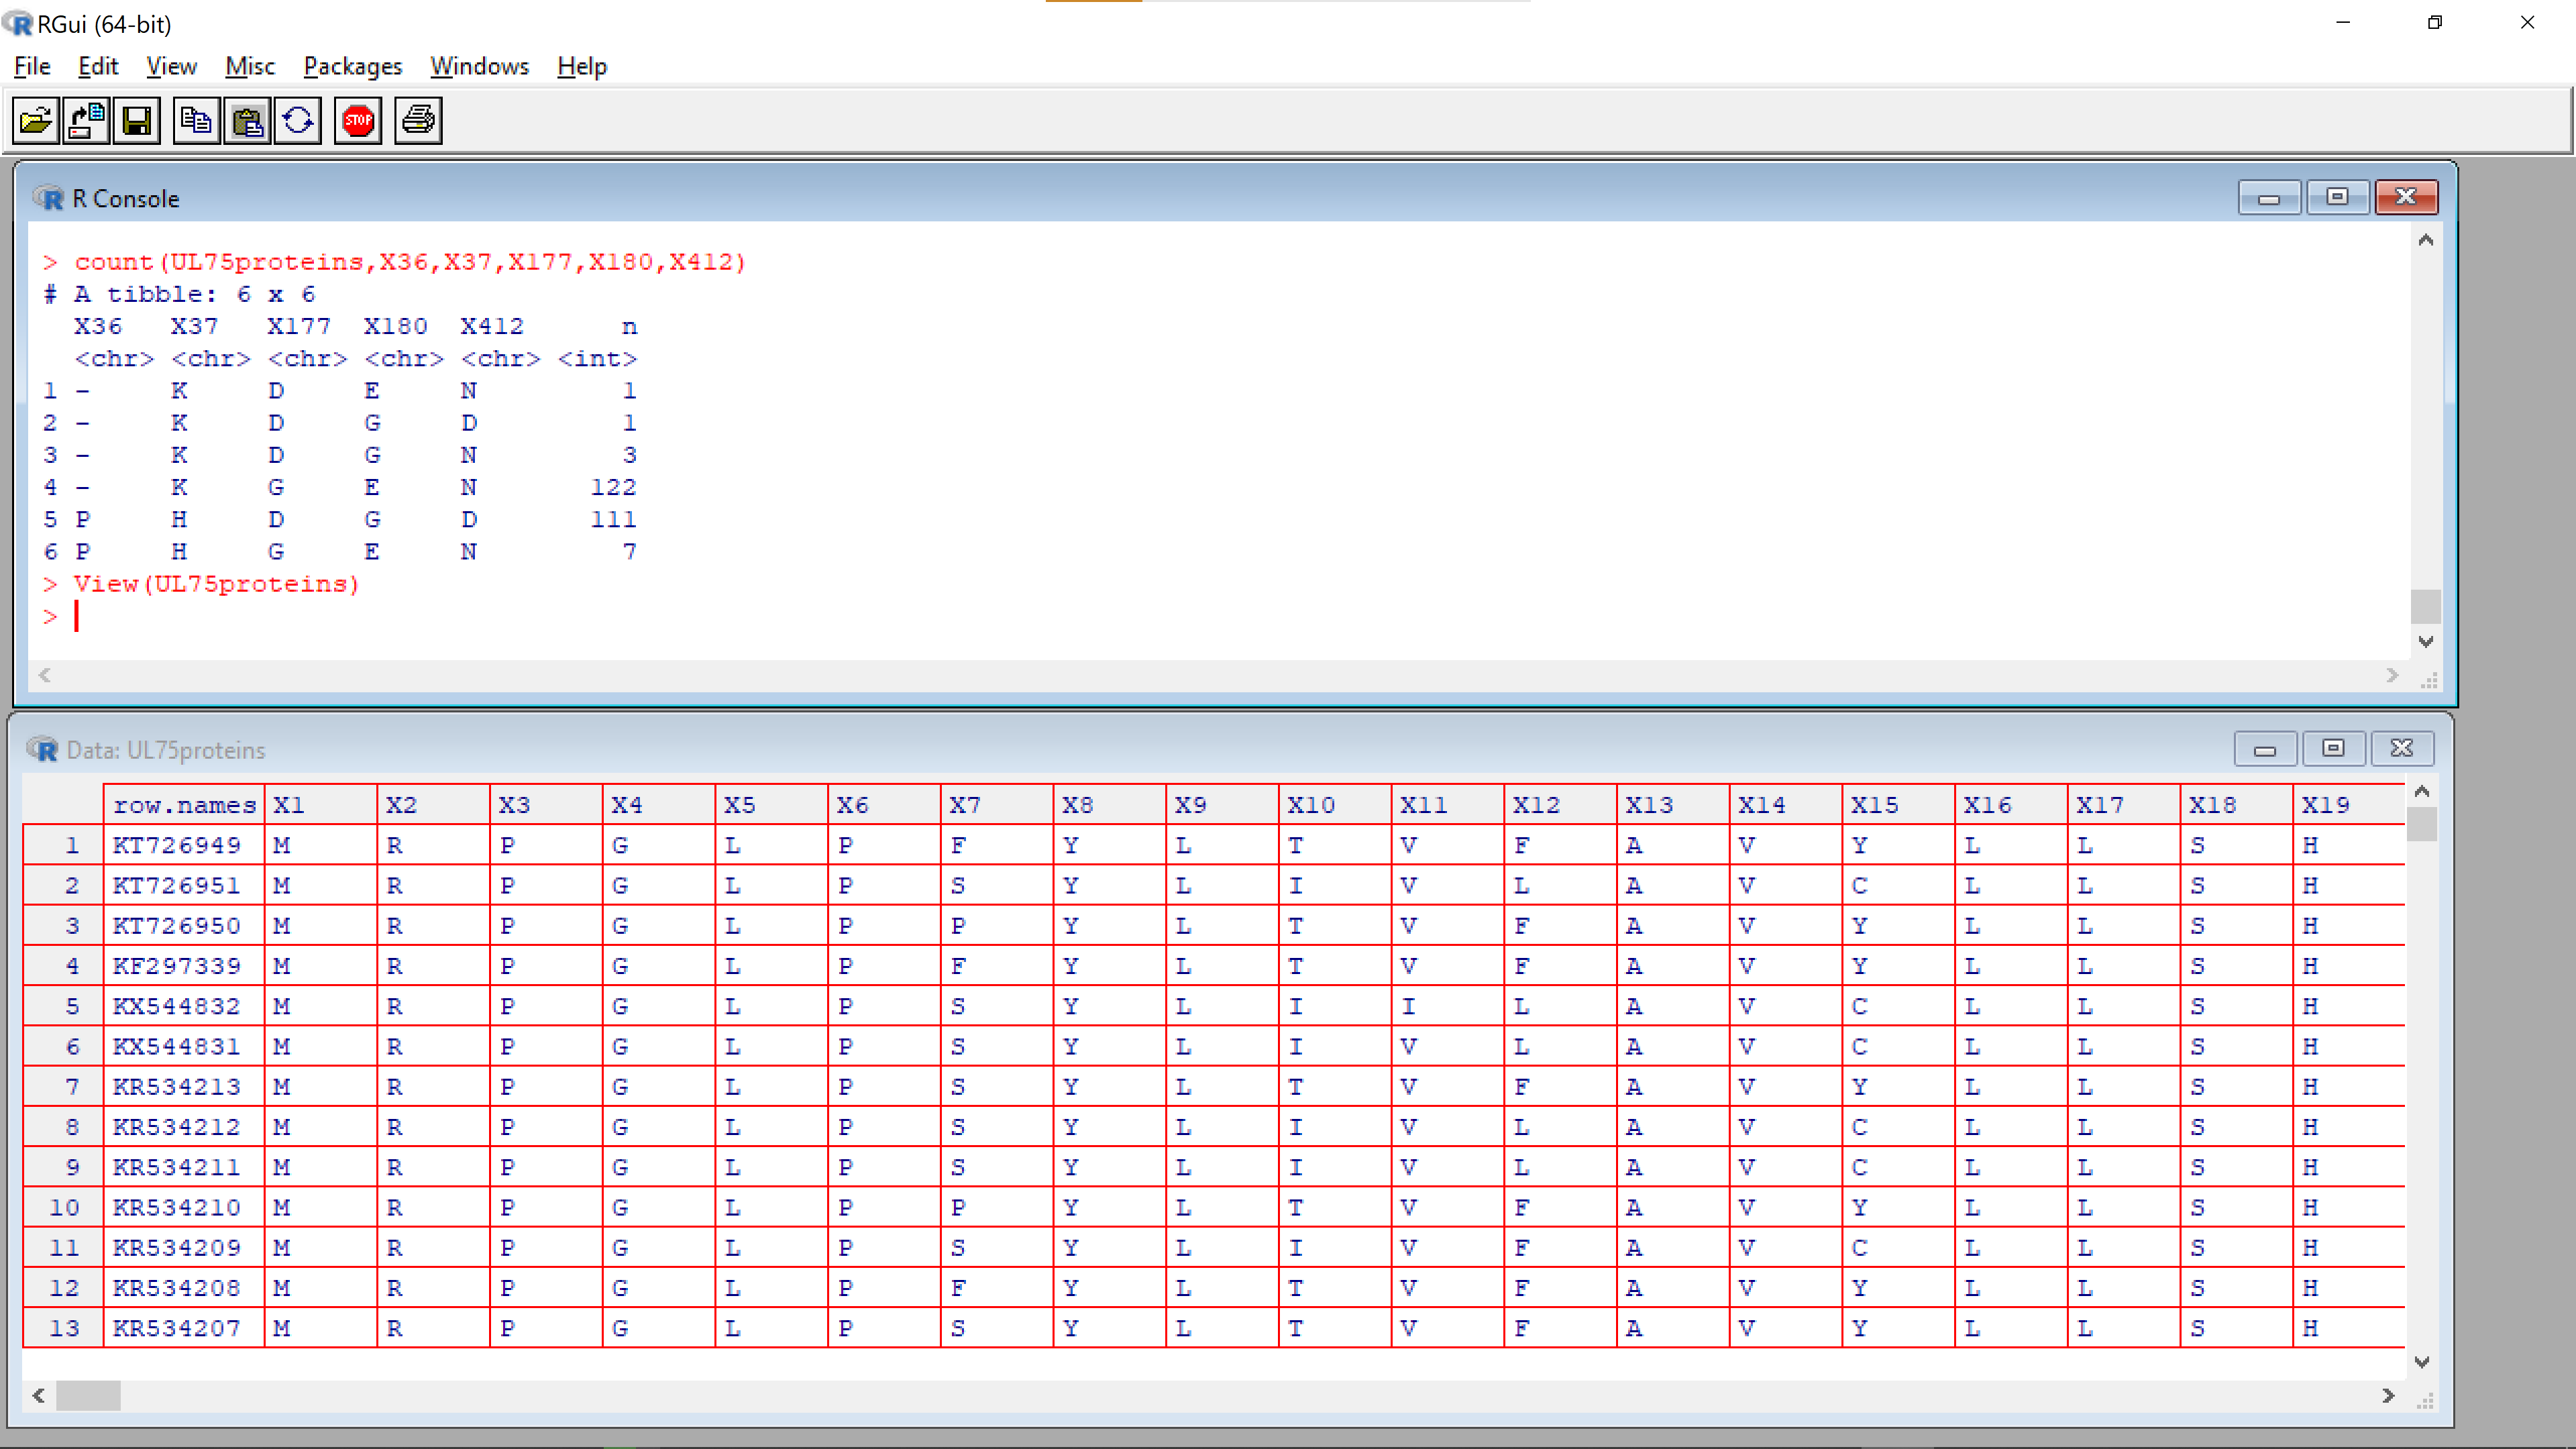 RGui (64-bit)
File Edit View Misc Packages Windows Help
STOP
R Console
> count(UL75proteins,X36,X37,X177,X180,X412)
# A tibble: 6 x 6
X36 X37 X177 X180 X412 n
<chr> <chr> <chr> <chr> <chr> <int>
1 - K D E N 1
2 - K D G D 1
3 - K D G N 3
4 - K G E N 122
5 P H D G D 111
6 P H G E N 7
> View(UL75proteins)
>
Data: UL75proteins
row.names X1 X2 X3 X4 X5 X6 X7 X8 X9 X10 X11 X12 X13 X14 X15 X16 X17 X18 X19
1 KT726949 M R P G L P F Y L T V F A V Y L L S H
2 KT726951 M R P G L P S Y L I V L A V C L L S H
3 KT726950 M R P G L P P Y L T V F A V Y L L S H
4 KF297339 M R P G L P F Y L T V F A V Y L L S H
5 KX544832 M R P G L P S Y L I I L A V C L L S H
6 KX544831 M R P G L P S Y L I V L A V C L L S H
7 KR534213 M R P G L P S Y L T V F A V Y L L S H
8 KR534212 M R P G L P S Y L I V L A V C L L S H
9 KR534211 M R P G L P S Y L I V L A V C L L S H
10 KR534210 M R P G L P P Y L T V F A V Y L L S H
11 KR534209 M R P G L P S Y L I V F A V C L L S H
12 KR534208 M R P G L P F Y L T V F A V Y L L S H
13 KR534207 M R P G L P S Y L T V F A V Y L L S H